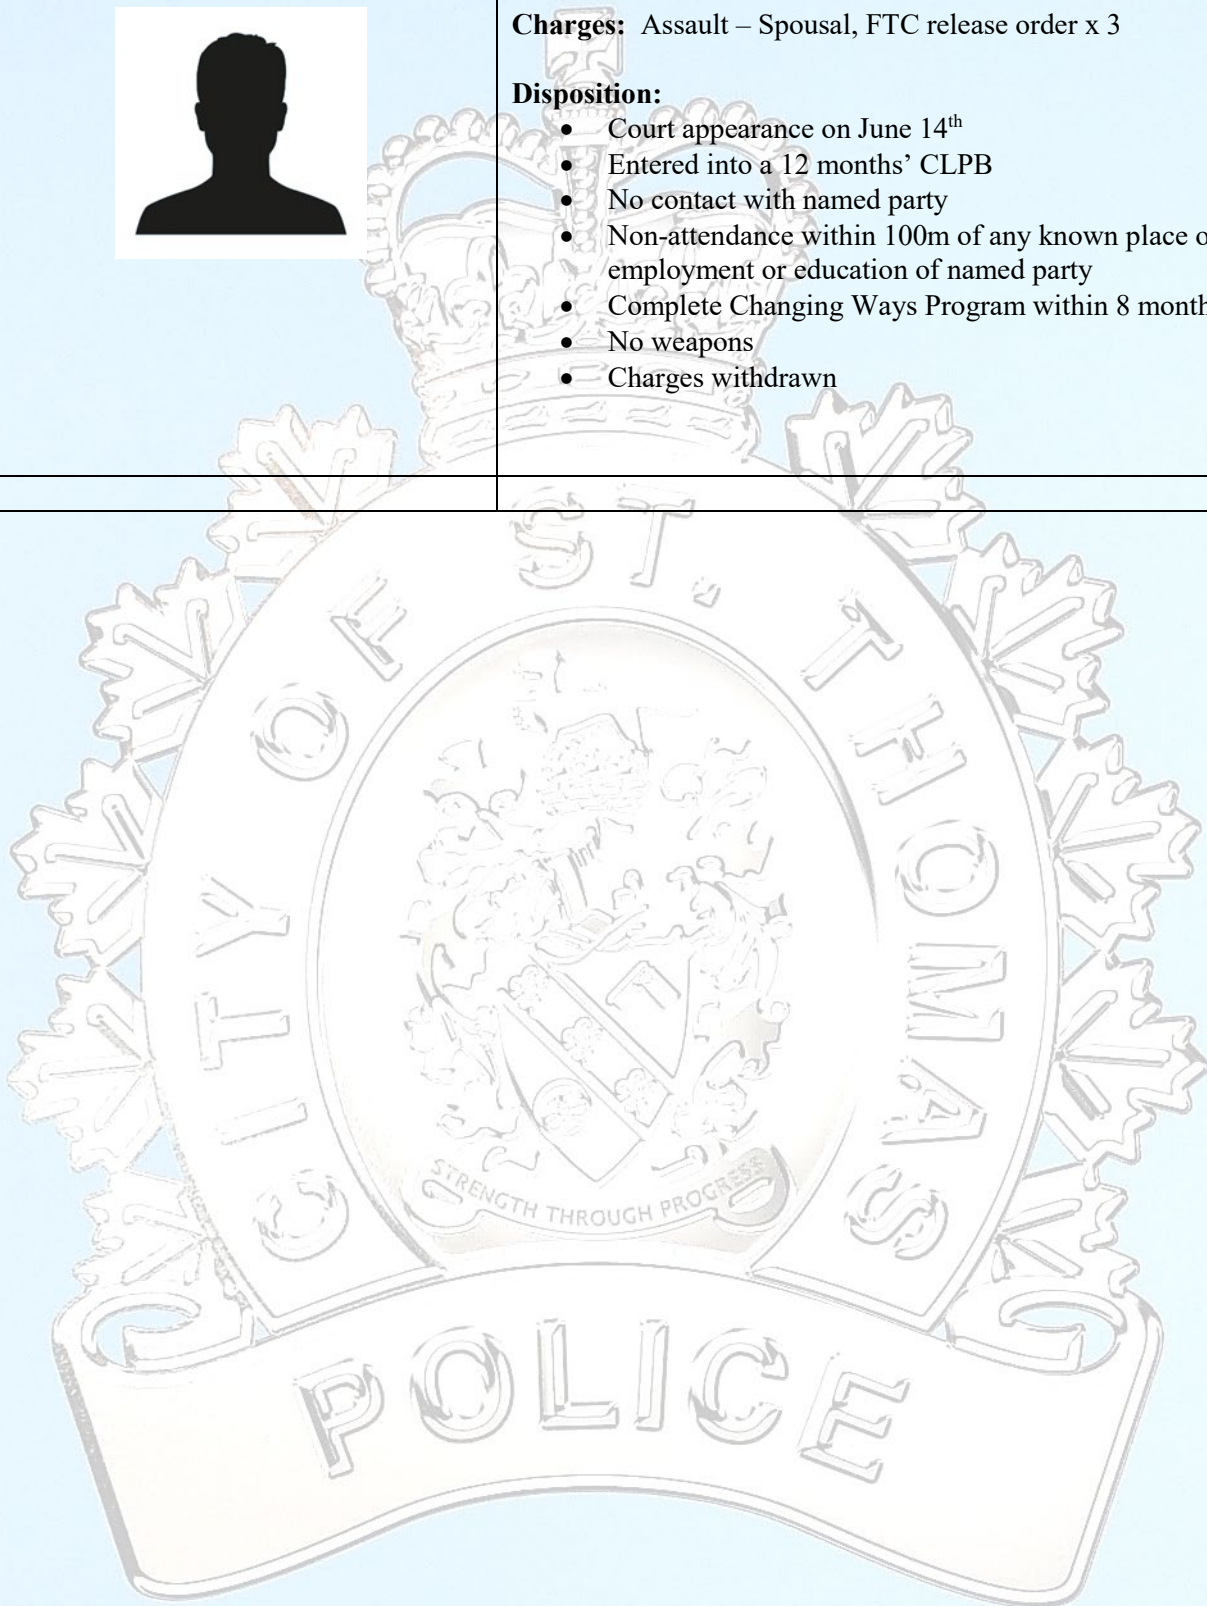 Charges: Assault – Spousal, FTC release order x 3
Disposition:
• Court appearance on June 14th
• Entered into a 12 months’ CLPB
• No contact with named party
• Non-attendance within 100m of any known place o
employment or education of named party
• Complete Changing Ways Program within 8 month
• No weapons
• Charges withdrawn
CITY OF ST. THOMAS
STRENGTH THROUGH PROGRESS
POLICE